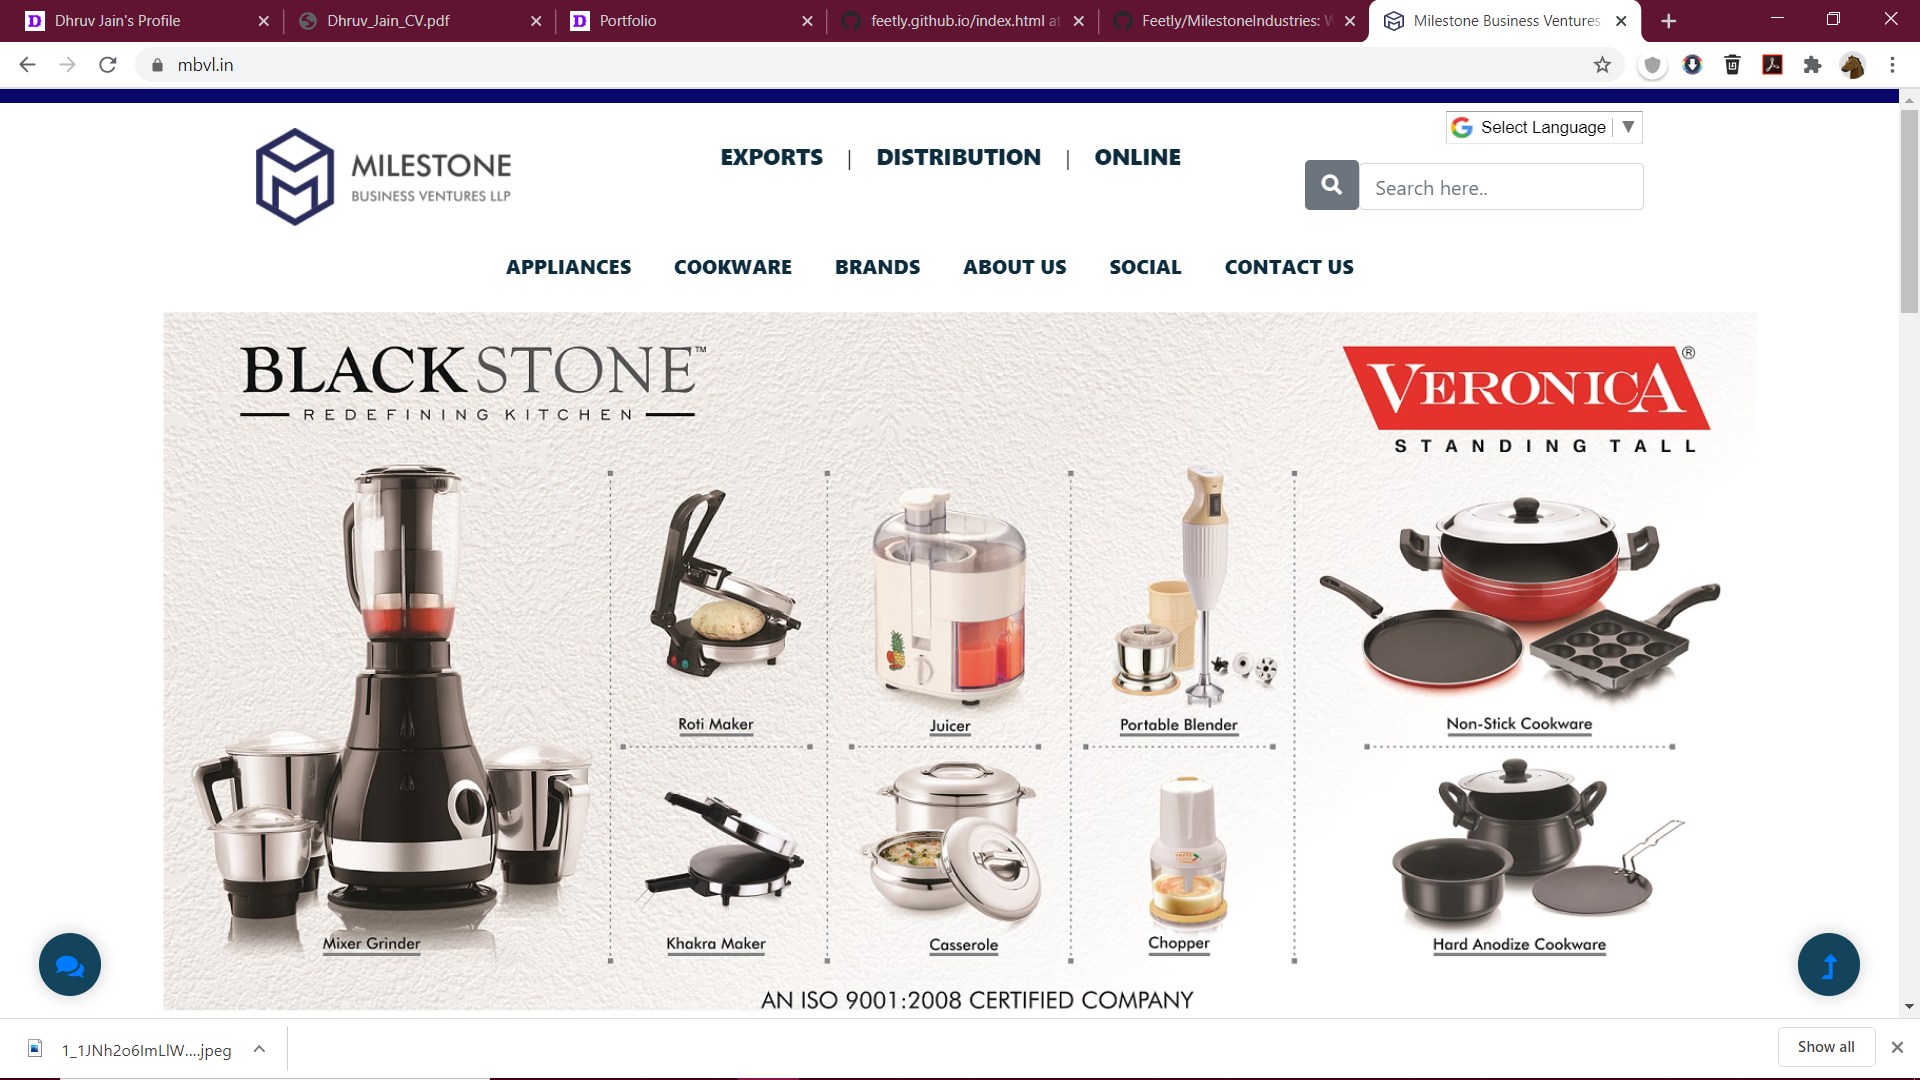 Dhruv Jain's Profile
Dhruv_Jain_CV.pdf
Portfolio
feetly.github.io/index.html at
Feetly/MilestoneIndustries: W
Milestone Business Ventures
mbvl.in
Select Language
MILESTONE
BUSINESS VENTURES LLP
EXPORTS | DISTRIBUTION | ONLINE
Search here..
APPLIANCES COOKWARE BRANDS ABOUT US SOCIAL CONTACT US
BLACKSTONE™
REDEFINING KITCHEN
VERONICA®
STANDING TALL
Roti Maker
Juicer
Portable Blender
Non-Stick Cookware
Mixer Grinder
Khakra Maker
Casserole
Chopper
Hard Anodize Cookware
AN ISO 9001:2008 CERTIFIED COMPANY
1_1JNh2o6ImLlW....jpeg
Show all